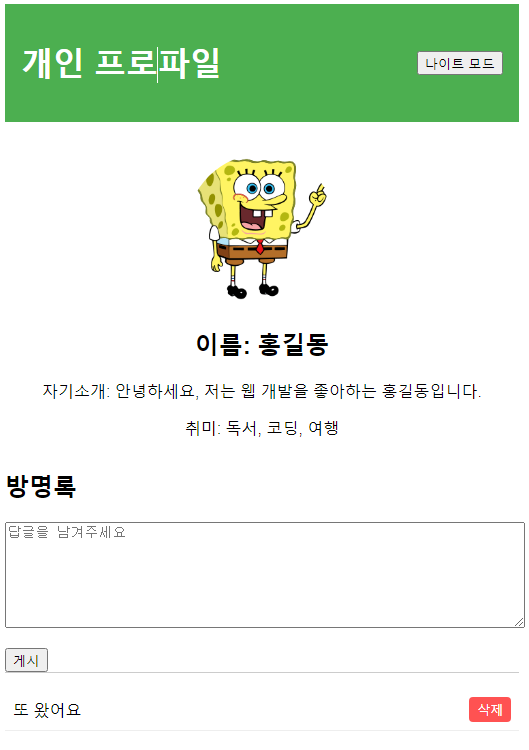 개인 프로파일
나이트 모드
이름: 홍길동
자기소개: 안녕하세요, 저는 웹 개발을 좋아하는 홍길동입니다.
취미: 독서, 코딩, 여행
방명록
답글을 남겨주세요
게시
또 왔어요
삭제